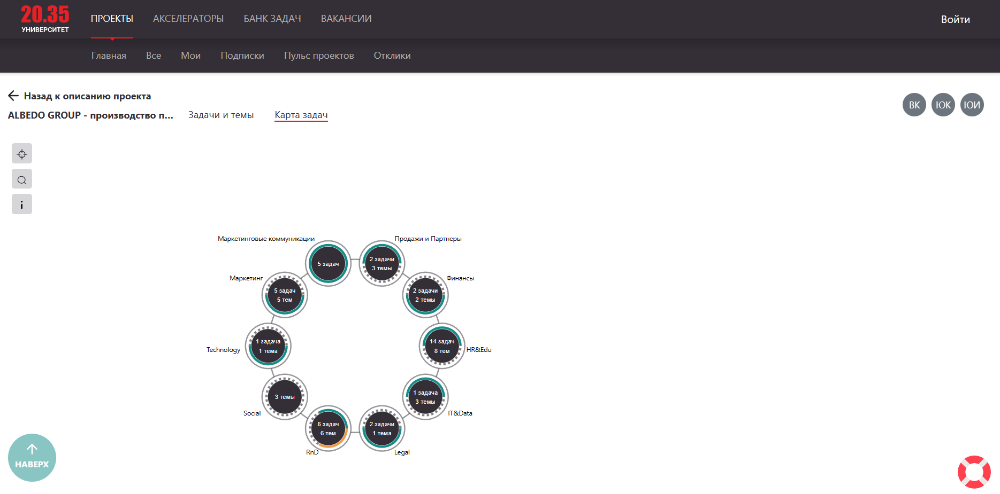 20.35
УНИВЕРСИТЕТ
ПРОЕКТЫ
АКСЕЛЕРАТОРЫ
БАНК ЗАДАЧ
ВАКАНСИИ
Войти
Главная
Все
Мои
Подписки
Пульс проектов
Отклики
Назад к описанию проекта
ALBEDO GROUP - производство п...
Задачи и темы
Карта задач
ВК
ЮК
ЮИ
Маркетинговые коммуникации
5 задач
Продажи и Партнеры
2 задачи
3 темы
Маркетинг
5 задач
5 тем
Финансы
2 задачи
2 темы
Technology
1 задача
1 тема
HR&Edu
14 задач
8 тем
Social
3 темы
IT&Data
1 задача
3 темы
RnD
6 задач
6 тем
Legal
2 задачи
1 тема
НАВЕРХ